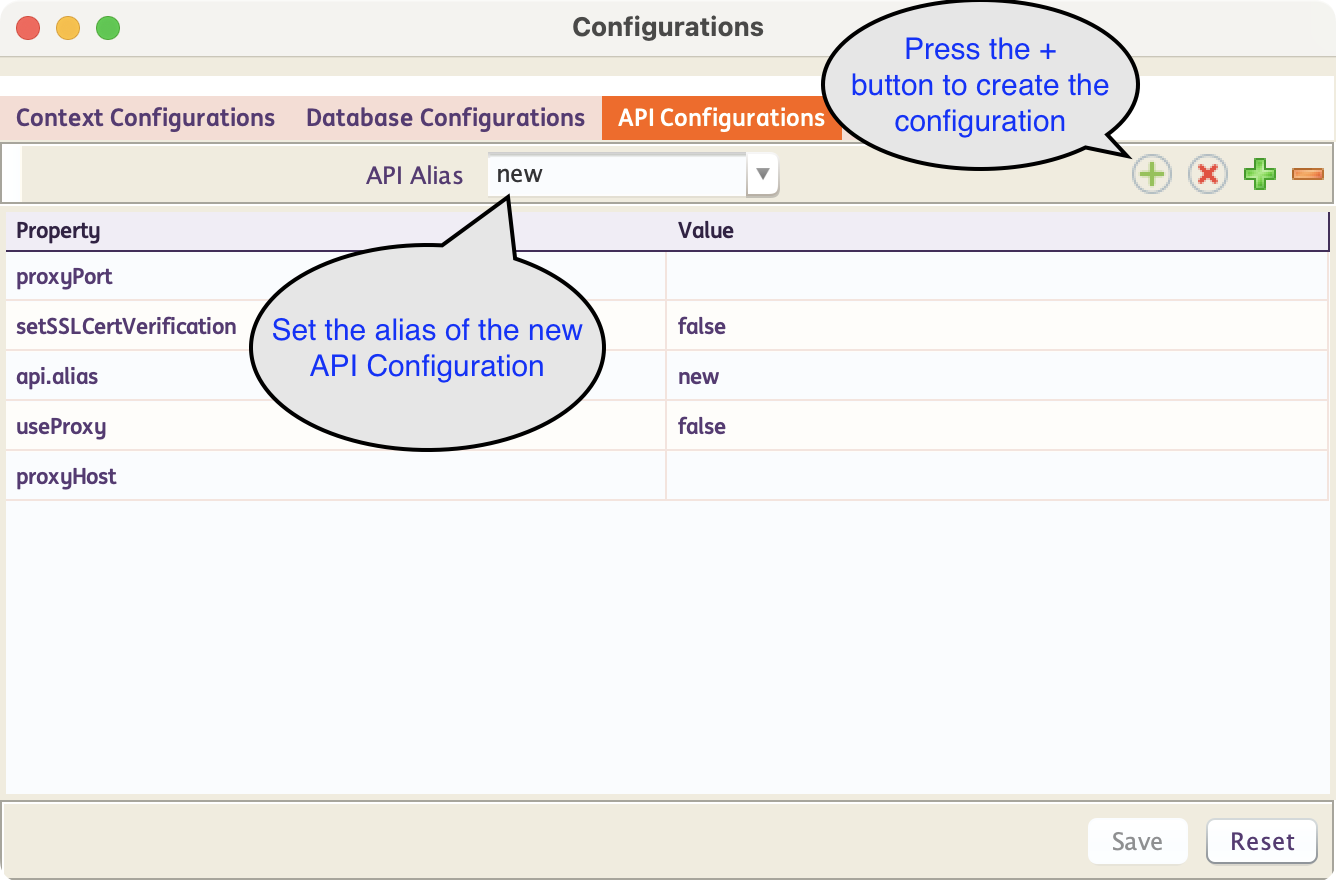 Configurations
Press the +
button to create the
configuration
Context Configurations
Database Configurations
API Configurations
API Alias
new
Property
Value
proxyPort
setSSLCertVerification
false
Set the alias of the new
API Configuration
api.alias
new
useProxy
false
proxyHost
Save
Reset